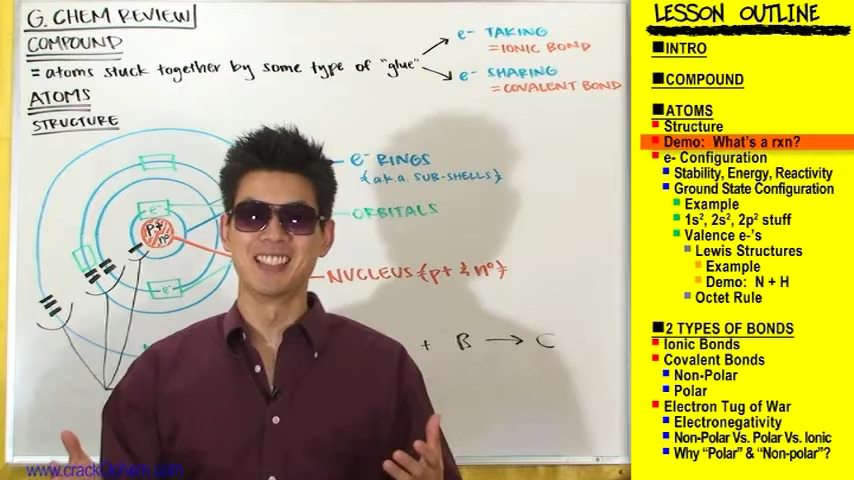 G. CHEM REVIEW
COMPOUND
= atoms stuck together by some type of "glue"
e- TAKING
= IONIC BOND
e- SHARING
= COVALENT BOND
ATOMS
STRUCTURE
e- RINGS
{a.k.a. SUB-SHELLS}
ORBITALS
e-
p+
n°
NUCLEUS {p+ & n°}
e-
+ B → C
www.crackOchem.com
LESSON OUTLINE
INTRO
COMPOUND
ATOMS
Structure
Demo: What's a rxn?
e- Configuration
Stability, Energy, Reactivity
Ground State Configuration
Example
1s², 2s², 2p² stuff
Valence e-'s
Lewis Structures
Example
Demo: N + H
Octet Rule
2 TYPES OF BONDS
Ionic Bonds
Covalent Bonds
Non-Polar
Polar
Electron Tug of War
Electronegativity
Non-Polar Vs. Polar Vs. Ionic
Why "Polar" & "Non-polar"?